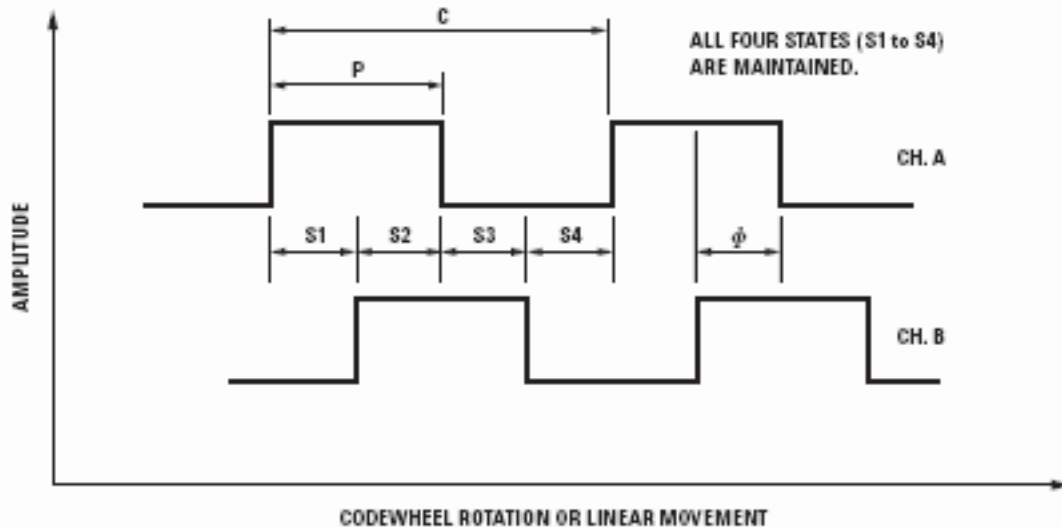 C
ALL FOUR STATES (S1 to S4)
ARE MAINTAINED.
P
CH. A
AMPLITUDE
S1 S2 S3 S4 ϕ
CH. B
CODEWHEEL ROTATION OR LINEAR MOVEMENT